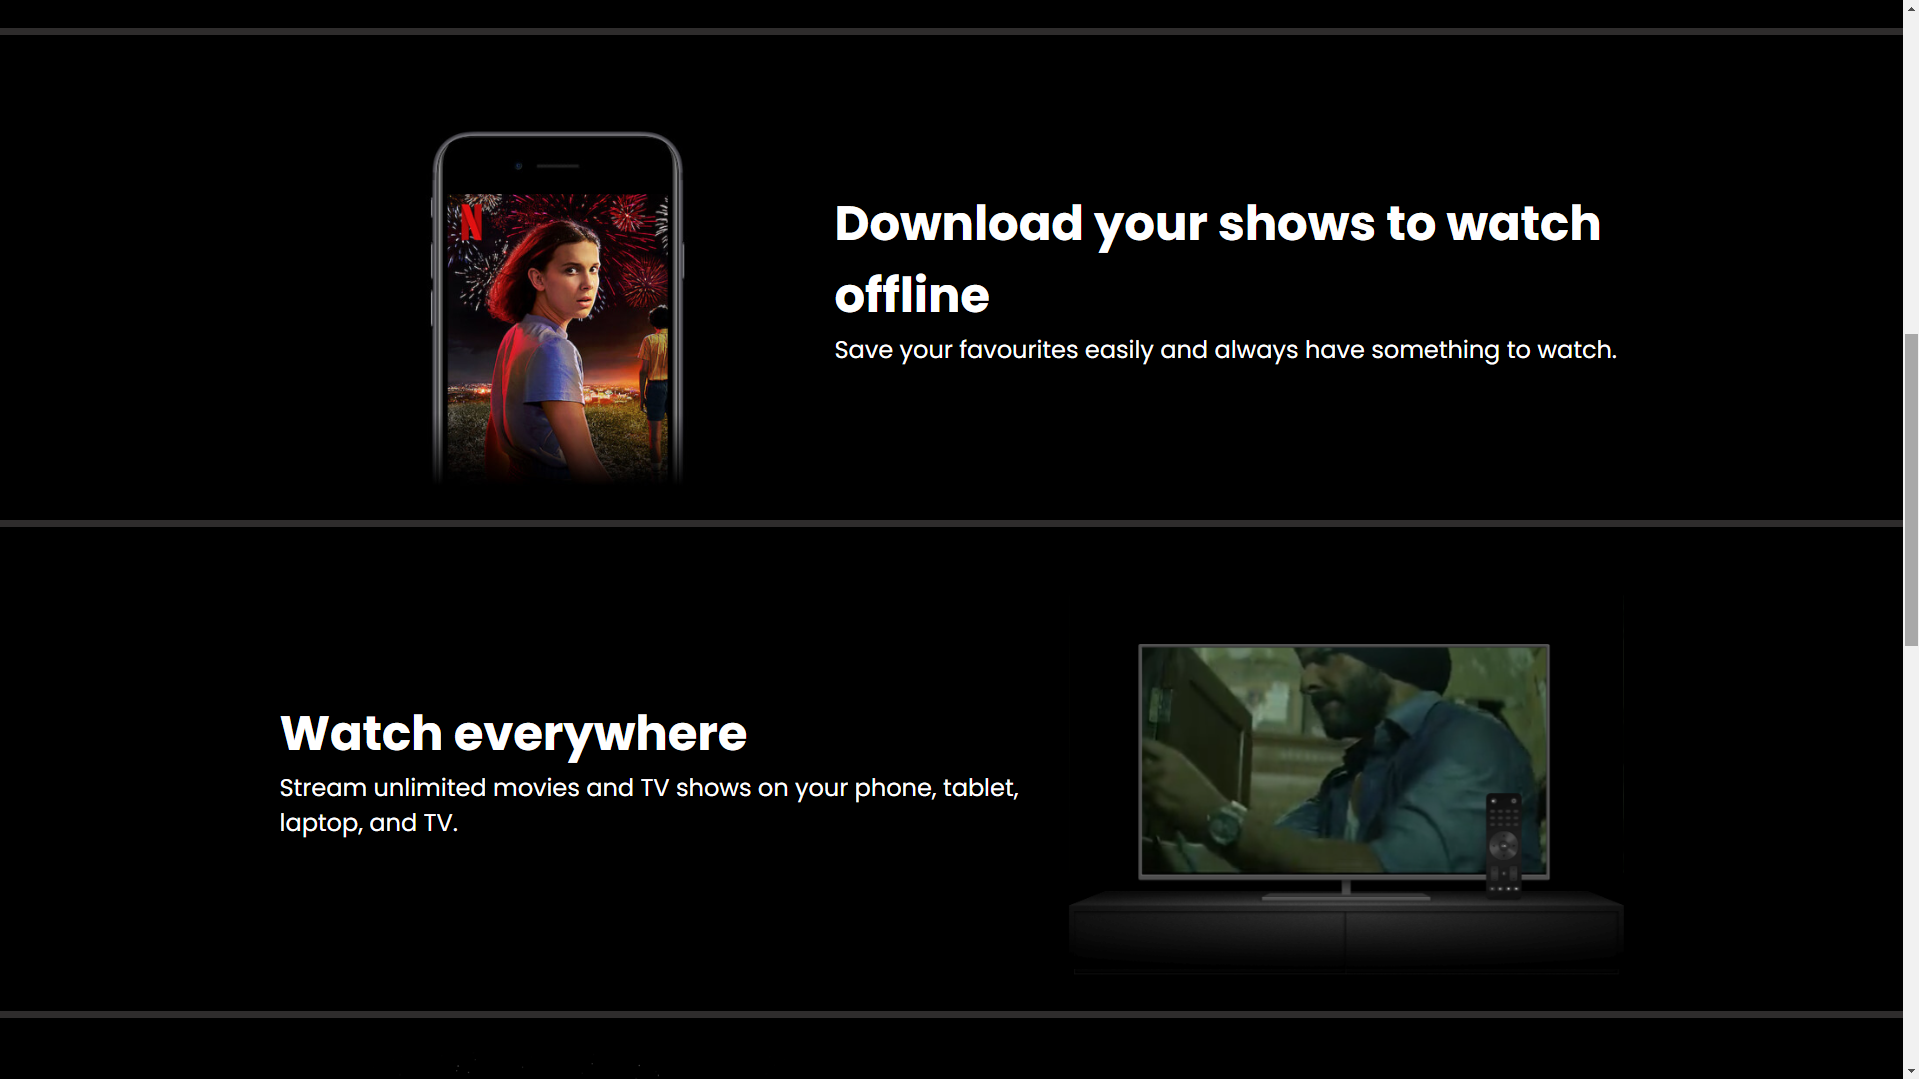 N
Download your shows to watch
offline
Save your favourites easily and always have something to watch.
Watch everywhere
Stream unlimited movies and TV shows on your phone, tablet,
laptop, and TV.